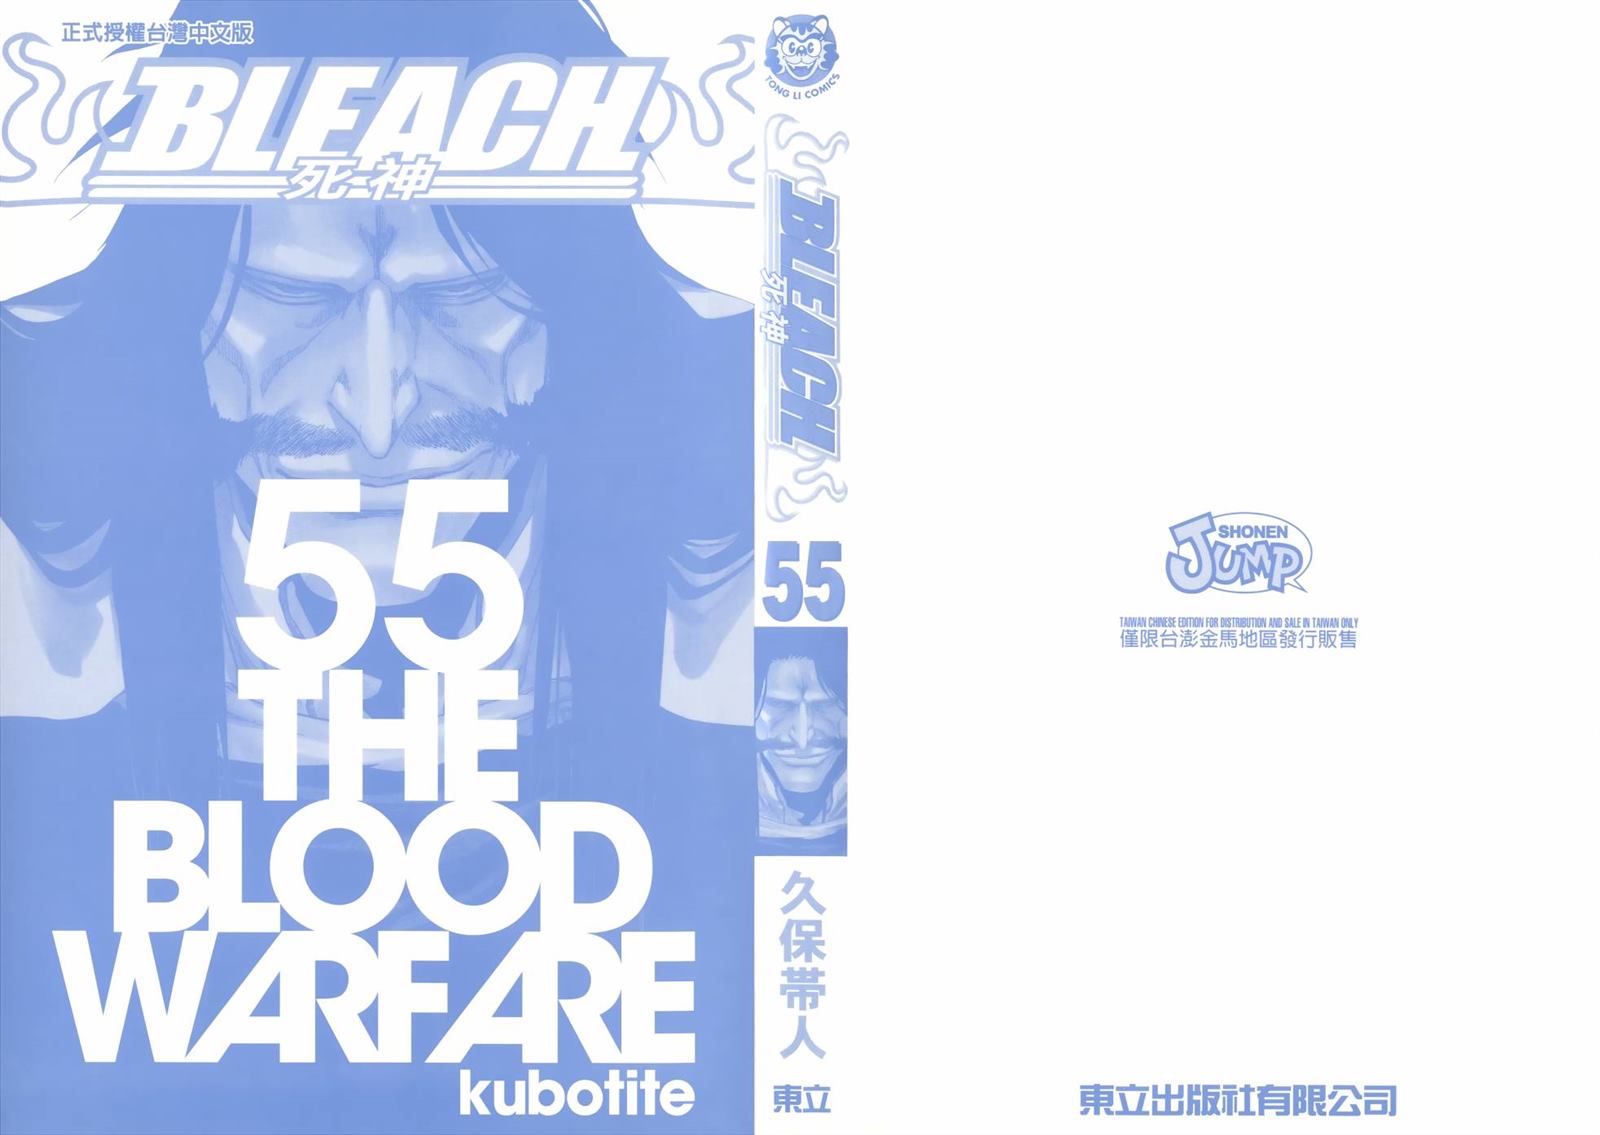 正式授權台灣中文版
BLEACH
死神
55
THE
BLOOD
WARFARE
kubotite
TONG LI COMICS
BLEACH
死神
55
久保帯人
東立
SHONEN
JUMP
TAIWAN CHINESE EDITION FOR DISTRIBUTION AND SALE IN TAIWAN ONLY
僅限台澎金馬地區發行販售
東立出版社有限公司